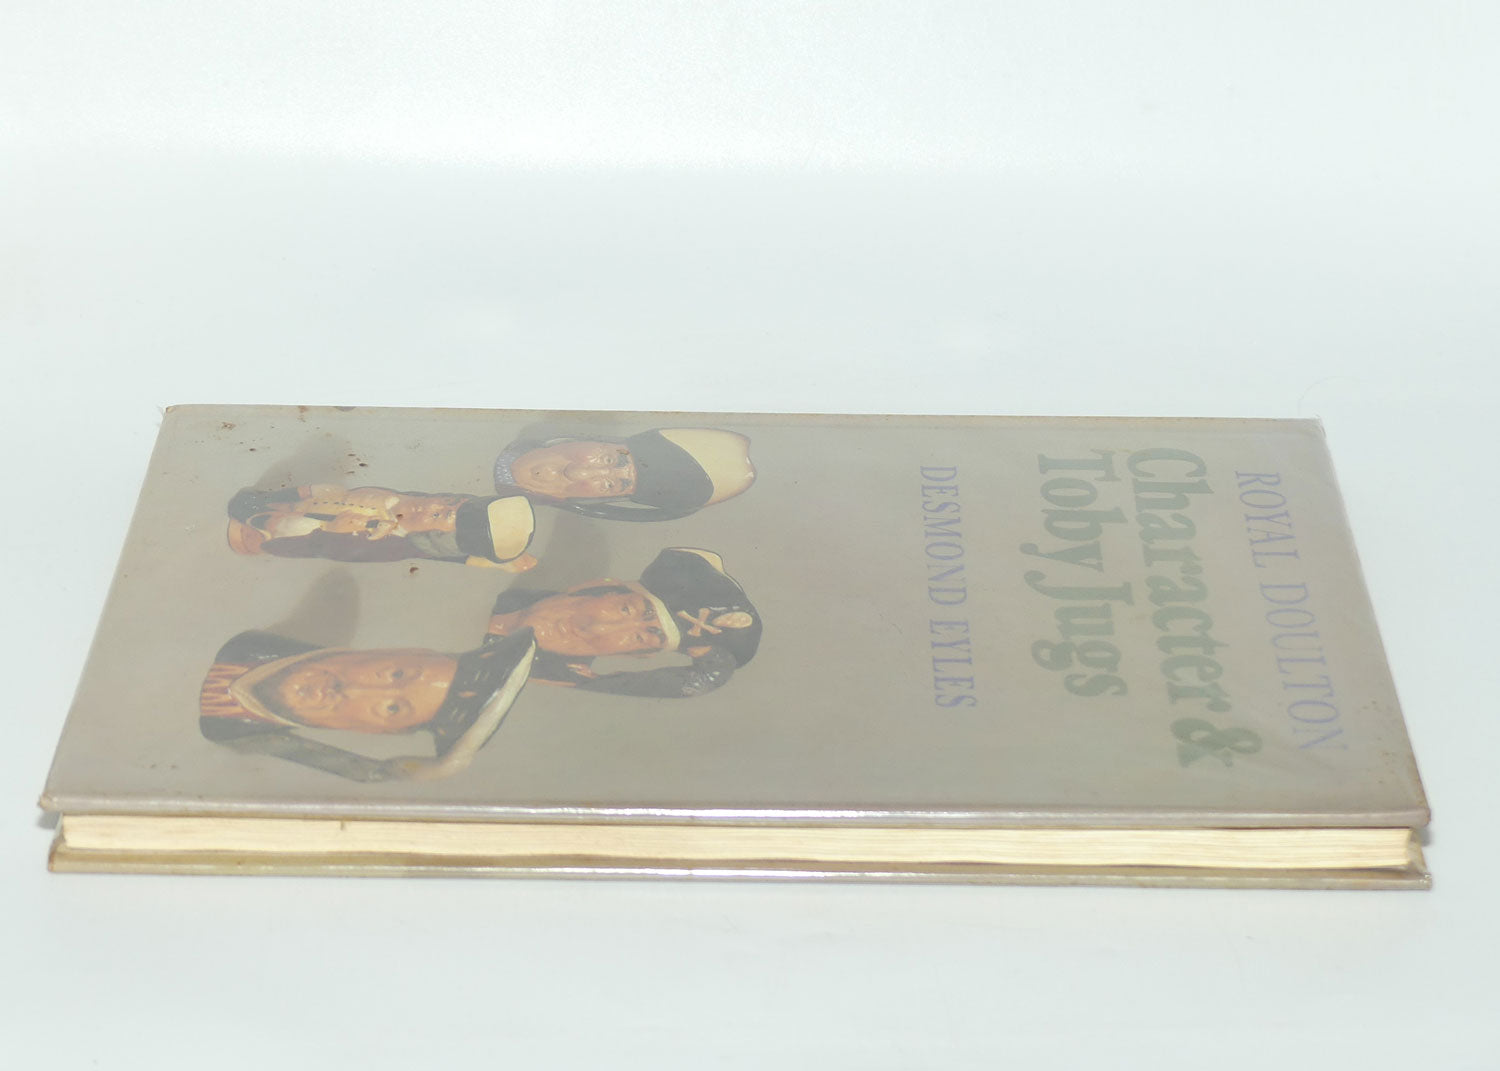 ROYAL DOULTON
Character &
Toby Jugs
DESMOND EYLES